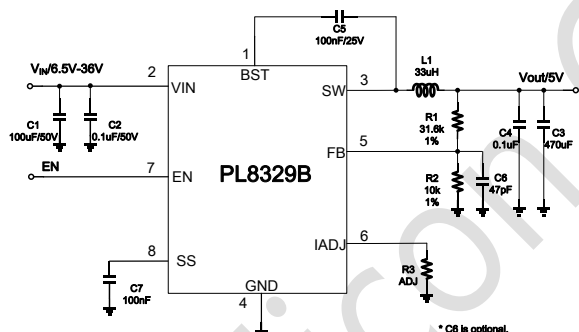 C5
100nF/25V
1
BST
L1
33uH
VIN/6.5V-36V
2
VIN
SW
3
Vout/5V
C1
100uF/50V
C2
0.1uF/50V
R1
31.6k
1%
C4
0.1uF
C3
470uF
FB
5
EN
7
EN
PL8329B
R2
10k
1%
C6
47pF
IADJ
6
8
SS
R3
ADJ
C7
100nF
GND
4
* C6 is optional.